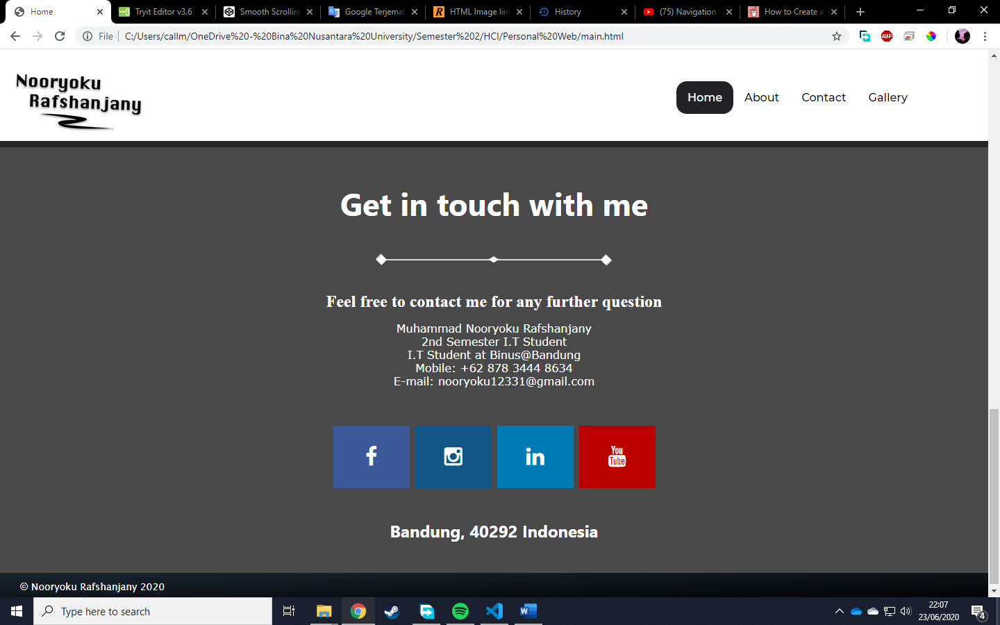 Home
Tryit Editor v3.6
Smooth Scrollin
Google Terjemah
HTML Image lin
History
(75) Navigation
How to Create a
File
C:/Users/callm/OneDrive%20-%20Bina%20Nusantara%20University/Semester%202/HCI/Personal%20Web/main.html
ABP
Nooryoku
Rafshanjany
Home
About
Contact
Gallery
Get in touch with me
Feel free to contact me for any further question
Muhammad Nooryoku Rafshanjany
2nd Semester I.T Student
I.T Student at Binus@Bandung
Mobile: +62 878 3444 8634
E-mail: nooryoku12331@gmail.com
f
in
You
Tube
Bandung, 40292 Indonesia
© Nooryoku Rafshanjany 2020
Type here to search
22:07
23/06/2020
4